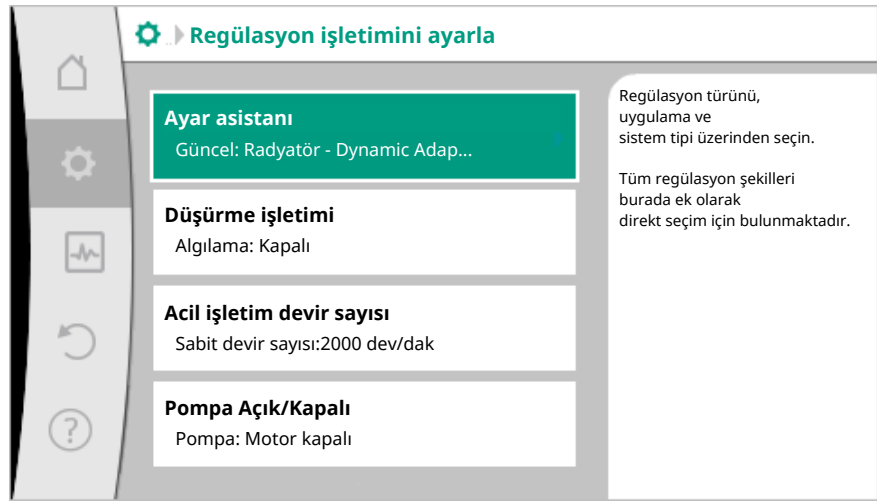 Regülasyon işletimini ayarla
Ayar asistanı
Güncel: Radyatör - Dynamic Adap...
Düşürme işletimi
Algılama: Kapalı
Acil işletim devir sayısı
Sabit devir sayısı:2000 dev/dak
Pompa Açık/Kapalı
Pompa: Motor kapalı
Regülasyon türünü,
uygulama ve
sistem tipi üzerinden seçin.
Tüm regülasyon şekilleri
burada ek olarak
direkt seçim için bulunmaktadır.